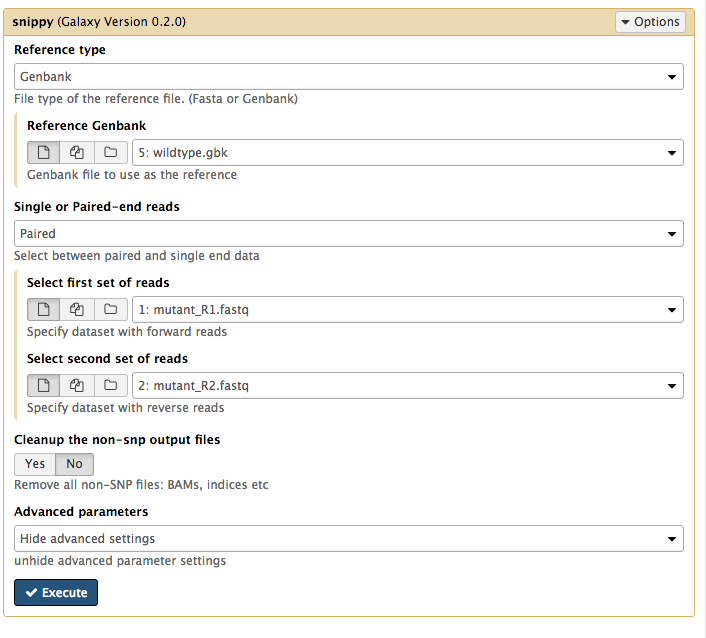 snippy (Galaxy Version 0.2.0)
Options
Reference type
Genbank
File type of the reference file. (Fasta or Genbank)
Reference Genbank
5: wildtype.gbk
Genbank file to use as the reference
Single or Paired-end reads
Paired
Select between paired and single end data
Select first set of reads
1: mutant_R1.fastq
Specify dataset with forward reads
Select second set of reads
2: mutant_R2.fastq
Specify dataset with reverse reads
Cleanup the non-snp output files
Yes No
Remove all non-SNP files: BAMs, indices etc
Advanced parameters
Hide advanced settings
unhide advanced parameter settings
Execute